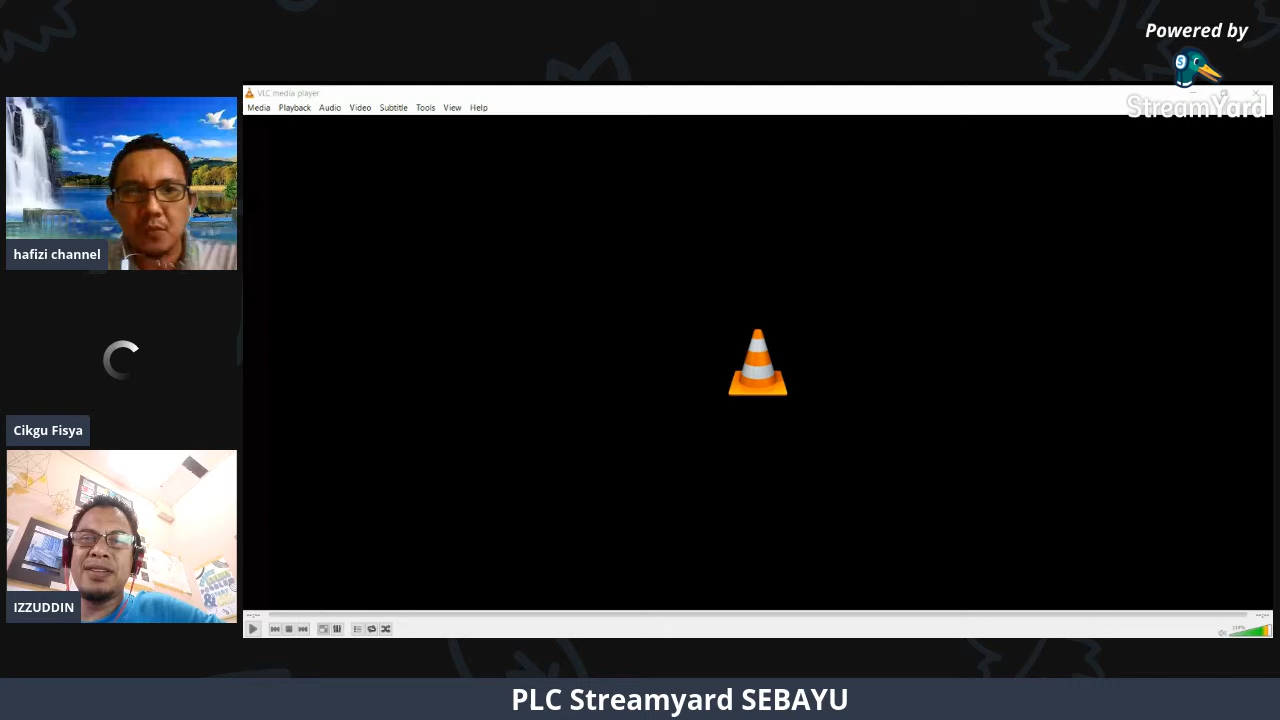 Powered by
StreamYard
VLC media player
Media Playback Audio Video Subtitle Tools View Help
hafizi channel
Cikgu Fisya
IZZUDDIN
PLC Streamyard SEBAYU